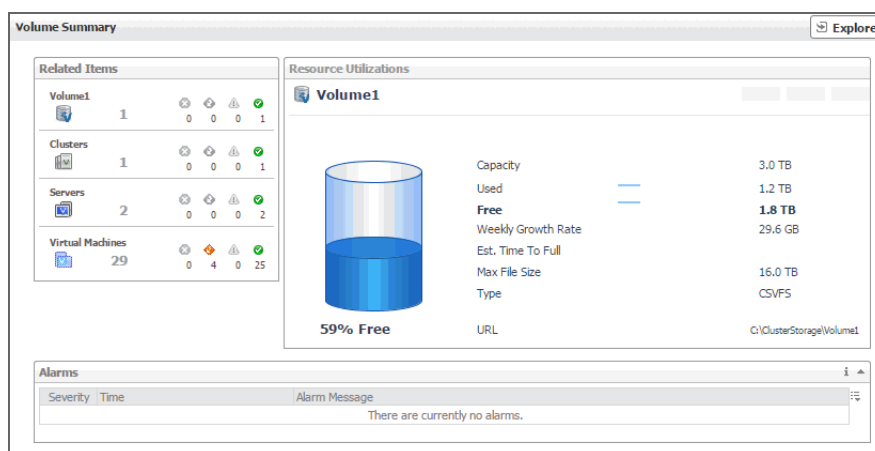 Volume Summary
Explore
Related Items
Volume1
1
0 0 0 1
Clusters
1
0 0 0 1
Servers
2
0 0 0 2
Virtual Machines
29
0 4 0 25
Resource Utilizations
Volume1
Capacity 3.0 TB
Used 1.2 TB
Free 1.8 TB
Weekly Growth Rate 29.6 GB
Est. Time To Full
Max File Size 16.0 TB
Type CSVFS
59% Free
URL C:\ClusterStorage\Volume1
Alarms
Severity Time Alarm Message
There are currently no alarms.